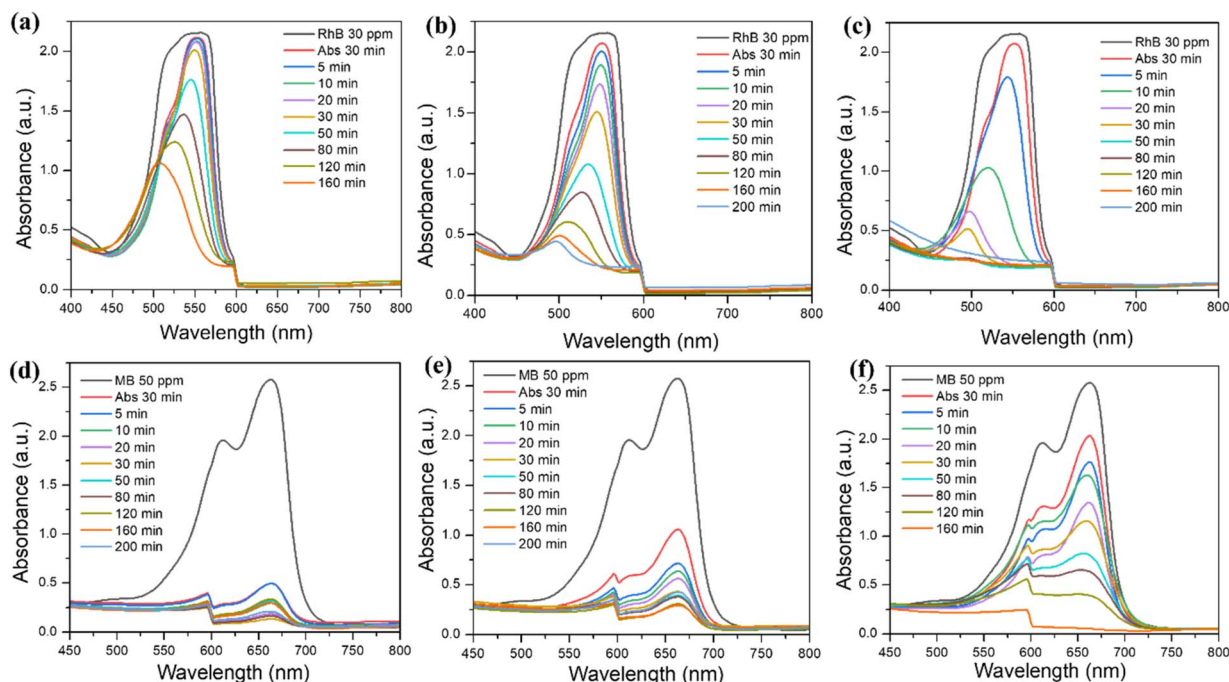 (a)
RhB 30 ppm
Abs 30 min
5 min
10 min
20 min
30 min
50 min
80 min
120 min
160 min
Absorbance (a.u.)
2.0
1.5
1.0
0.5
0.0
400 450 500 550 600 650 700 750 800
Wavelength (nm)
(b)
RhB 30 ppm
Abs 30 min
5 min
10 min
20 min
30 min
50 min
80 min
120 min
160 min
200 min
Absorbance (a.u.)
2.0
1.5
1.0
0.5
0.0
400 500 600 700 800
Wavelength (nm)
(c)
RhB 30 ppm
Abs 30 min
5 min
10 min
20 min
30 min
50 min
80 min
120 min
160 min
200 min
Absorbance (a.u.)
2.0
1.5
1.0
0.5
0.0
400 500 600 700 800
Wavelength (nm)
(d)
MB 50 ppm
Abs 30 min
5 min
10 min
20 min
30 min
50 min
80 min
120 min
160 min
200 min
Absorbance (a.u.)
2.5
2.0
1.5
1.0
0.5
0.0
450 500 550 600 650 700 750 800
Wavelength (nm)
(e)
MB 50 ppm
Abs 30 min
5 min
10 min
20 min
30 min
50 min
80 min
120 min
160 min
200 min
Absorbance (a.u.)
2.5
2.0
1.5
1.0
0.5
0.0
450 500 550 600 650 700 750 800
Wavelength (nm)
(f)
MB 50 ppm
Abs 30 min
5 min
10 min
20 min
30 min
50 min
80 min
120 min
160 min
Absorbance (a.u.)
2.5
2.0
1.5
1.0
0.5
0.0
450 500 550 600 650 700 750 800
Wavelength (nm)